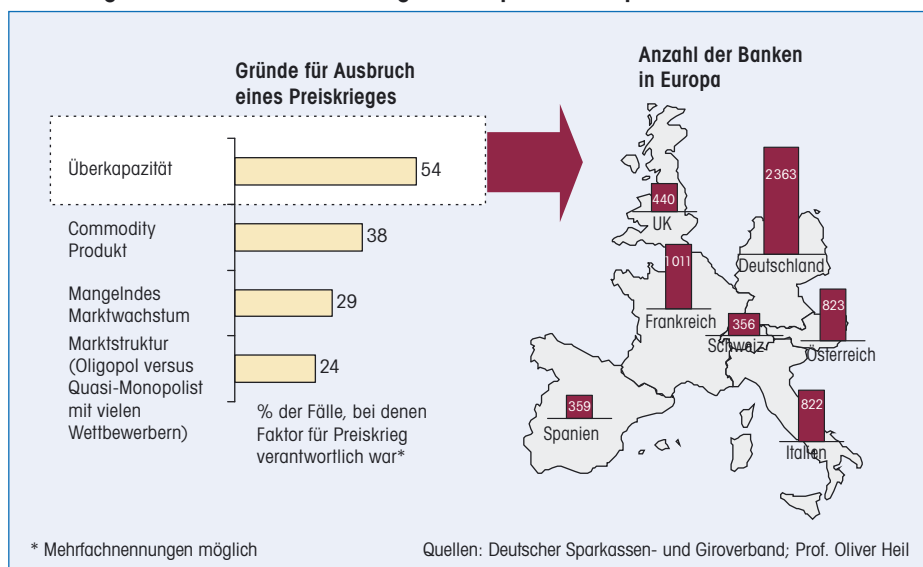 Gründe für Ausbruch
eines Preiskrieges
Überkapazität
54
Commodity
Produkt
38
Mangelndes
Marktwachstum
29
Marktstruktur
(Oligopol versus
Quasi-Monopolist
mit vielen
Wettbewerbern)
24
% der Fälle, bei denen
Faktor für Preiskrieg
verantwortlich war*
Anzahl der Banken
in Europa
2363
Deutschland
440
UK
1011
Frankreich
356
Schweiz
823
Österreich
359
Spanien
822
Italien
* Mehrfachnennungen möglich
Quellen: Deutscher Sparkassen- und Giroverband; Prof. Oliver Heil